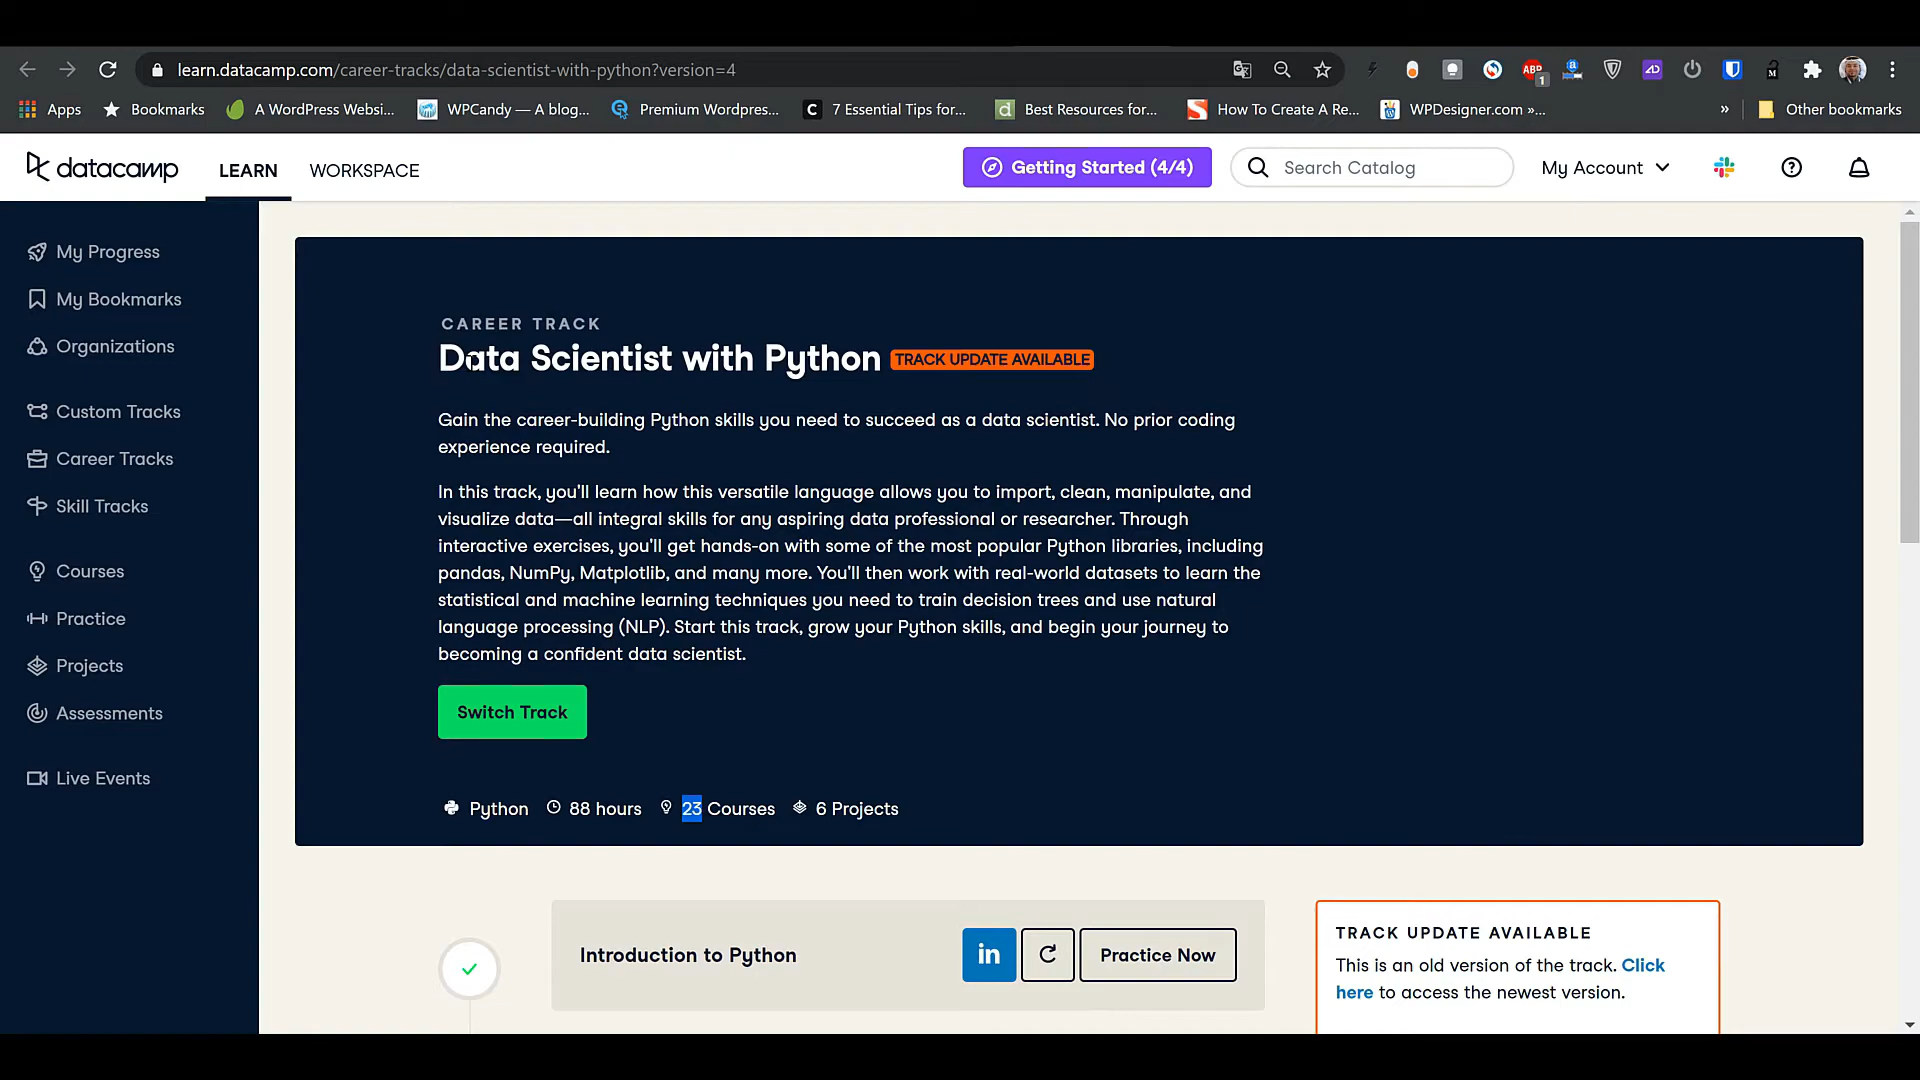 learn.datacamp.com/career-tracks/data-scientist-with-python?version=4
ABP
1
a
AD
M
Apps
Bookmarks
A WordPress Websi...
WPCandy — A blog...
Premium Wordpres...
7 Essential Tips for...
Best Resources for...
How To Create A Re...
WPDesigner.com »...
»
Other bookmarks
datacamp
LEARN
WORKSPACE
Getting Started (4/4)
Search Catalog
My Account
My Progress
My Bookmarks
Organizations
Custom Tracks
Career Tracks
Skill Tracks
Courses
Practice
Projects
Assessments
Live Events
CAREER TRACK
Data Scientist with Python TRACK UPDATE AVAILABLE
Gain the career-building Python skills you need to succeed as a data scientist. No prior coding
experience required.
In this track, you'll learn how this versatile language allows you to import, clean, manipulate, and
visualize data—all integral skills for any aspiring data professional or researcher. Through
interactive exercises, you'll get hands-on with some of the most popular Python libraries, including
pandas, NumPy, Matplotlib, and many more. You'll then work with real-world datasets to learn the
statistical and machine learning techniques you need to train decision trees and use natural
language processing (NLP). Start this track, grow your Python skills, and begin your journey to
becoming a confident data scientist.
Switch Track
Python 88 hours 23 Courses 6 Projects
Introduction to Python
in
Practice Now
TRACK UPDATE AVAILABLE
This is an old version of the track. Click
here to access the newest version.